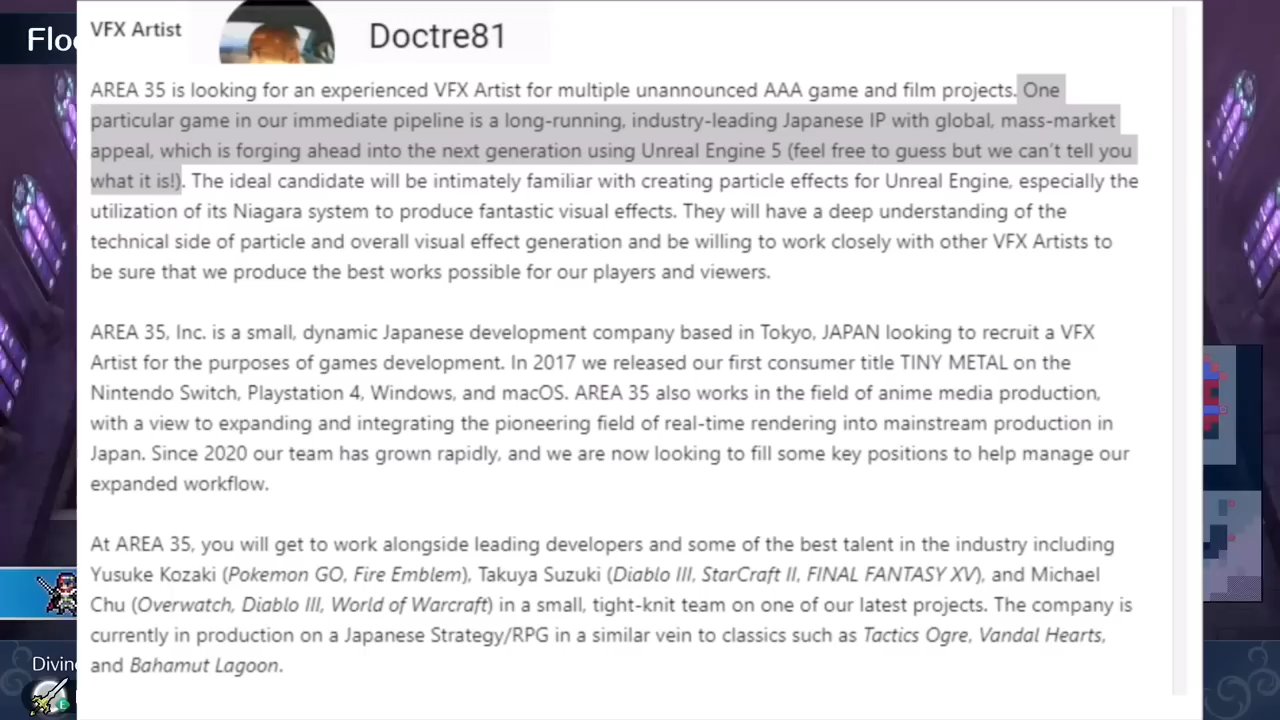 Floo
VFX Artist
Doctre81
AREA 35 is looking for an experienced VFX Artist for multiple unannounced AAA game and film projects. One
particular game in our immediate pipeline is a long-running, industry-leading Japanese IP with global, mass-market
appeal, which is forging ahead into the next generation using Unreal Engine 5 (feel free to guess but we can't tell you
what it is!). The ideal candidate will be intimately familiar with creating particle effects for Unreal Engine, especially the
utilization of its Niagara system to produce fantastic visual effects. They will have a deep understanding of the
technical side of particle and overall visual effect generation and be willing to work closely with other VFX Artists to
be sure that we produce the best works possible for our players and viewers.
AREA 35, Inc. is a small, dynamic Japanese development company based in Tokyo, JAPAN looking to recruit a VFX
Artist for the purposes of games development. In 2017 we released our first consumer title TINY METAL on the
Nintendo Switch, Playstation 4, Windows, and macOS. AREA 35 also works in the field of anime media production,
with a view to expanding and integrating the pioneering field of real-time rendering into mainstream production in
Japan. Since 2020 our team has grown rapidly, and we are now looking to fill some key positions to help manage our
expanded workflow.
At AREA 35, you will get to work alongside leading developers and some of the best talent in the industry including
Yusuke Kozaki (Pokemon GO, Fire Emblem), Takuya Suzuki (Diablo III, StarCraft II, FINAL FANTASY XV), and Michael
Chu (Overwatch, Diablo III, World of Warcraft) in a small, tight-knit team on one of our latest projects. The company is
currently in production on a Japanese Strategy/RPG in a similar vein to classics such as Tactics Ogre, Vandal Hearts,
and Bahamut Lagoon.
Divine
E